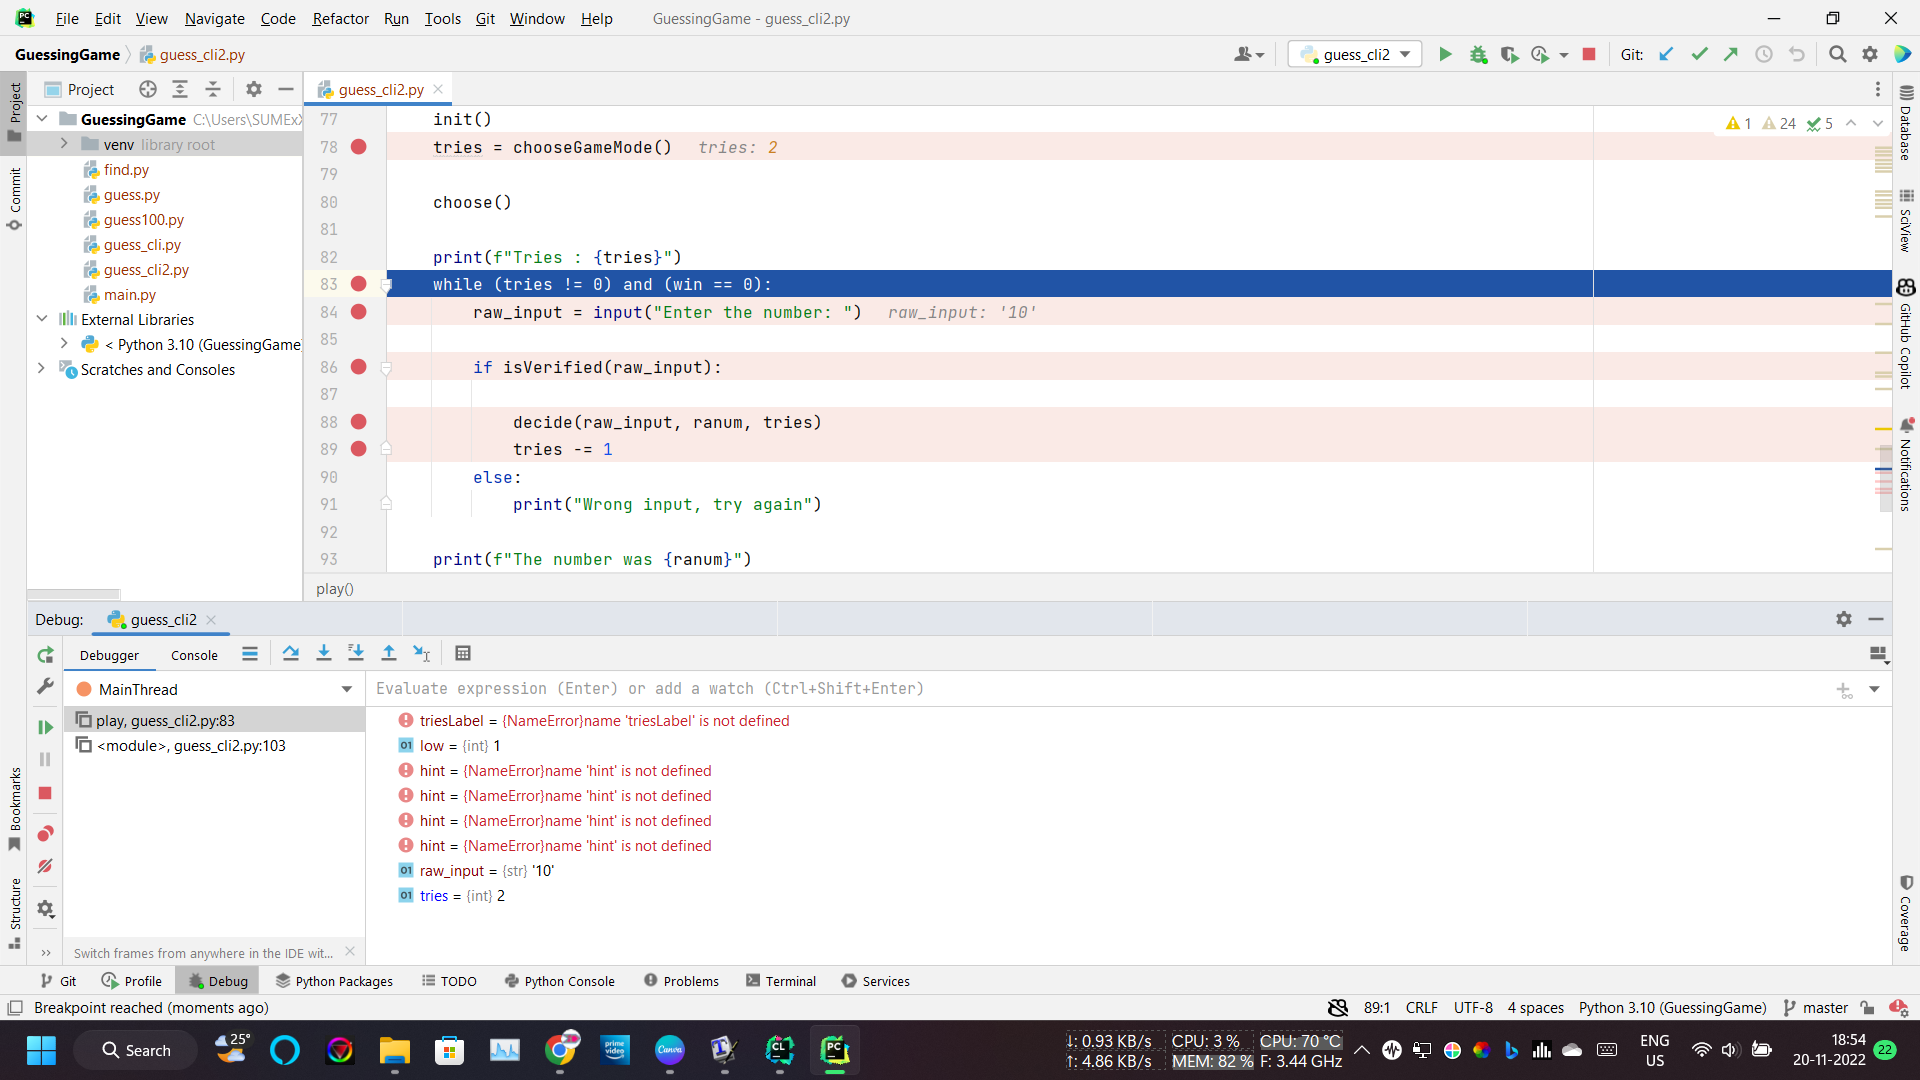 File Edit View Navigate Code Refactor Run Tools Git Window Help GuessingGame - guess_cli2.py
GuessingGame guess_cli2.py guess_cli2 Git:
Project guess_cli2.py
Project
Commit
Bookmarks
Structure
GuessingGame C:\Users\SUMEx
venv library root
find.py
guess.py
guess100.py
guess_cli.py
guess_cli2.py
main.py
External Libraries
< Python 3.10 (GuessingGame
Scratches and Consoles
1 24 5
77 init()
78 tries = chooseGameMode() tries: 2
79
80 choose()
81
82 print(f"Tries : {tries}")
83 while (tries != 0) and (win == 0):
84 raw_input = input("Enter the number: ") raw_input: '10'
85
86 if isVerified(raw_input):
87
88 decide(raw_input, ranum, tries)
89 tries -= 1
90 else:
91 print("Wrong input, try again")
92
93 print(f"The number was {ranum}")
play()
Database
SciView
GitHub Copilot
Notifications
Coverage
Debug: guess_cli2
Debugger Console
MainThread
Evaluate expression (Enter) or add a watch (Ctrl+Shift+Enter)
play, guess_cli2.py:83
<module>, guess_cli2.py:103
triesLabel = {NameError}name 'triesLabel' is not defined
01 low = {int} 1
hint = {NameError}name 'hint' is not defined
hint = {NameError}name 'hint' is not defined
hint = {NameError}name 'hint' is not defined
hint = {NameError}name 'hint' is not defined
01 raw_input = {str} '10'
01 tries = {int} 2
Switch frames from anywhere in the IDE wit...
Git Profile Debug Python Packages TODO Python Console Problems Terminal Services
Breakpoint reached (moments ago) 89:1 CRLF UTF-8 4 spaces Python 3.10 (GuessingGame) master
25°
Search
prime video
Canva
CL
PC
↓: 0.93 KB/s CPU: 3 % CPU: 70 °C
↑: 4.86 KB/s MEM: 82 % F: 3.44 GHz
ENG
US
18:54
20-11-2022
22